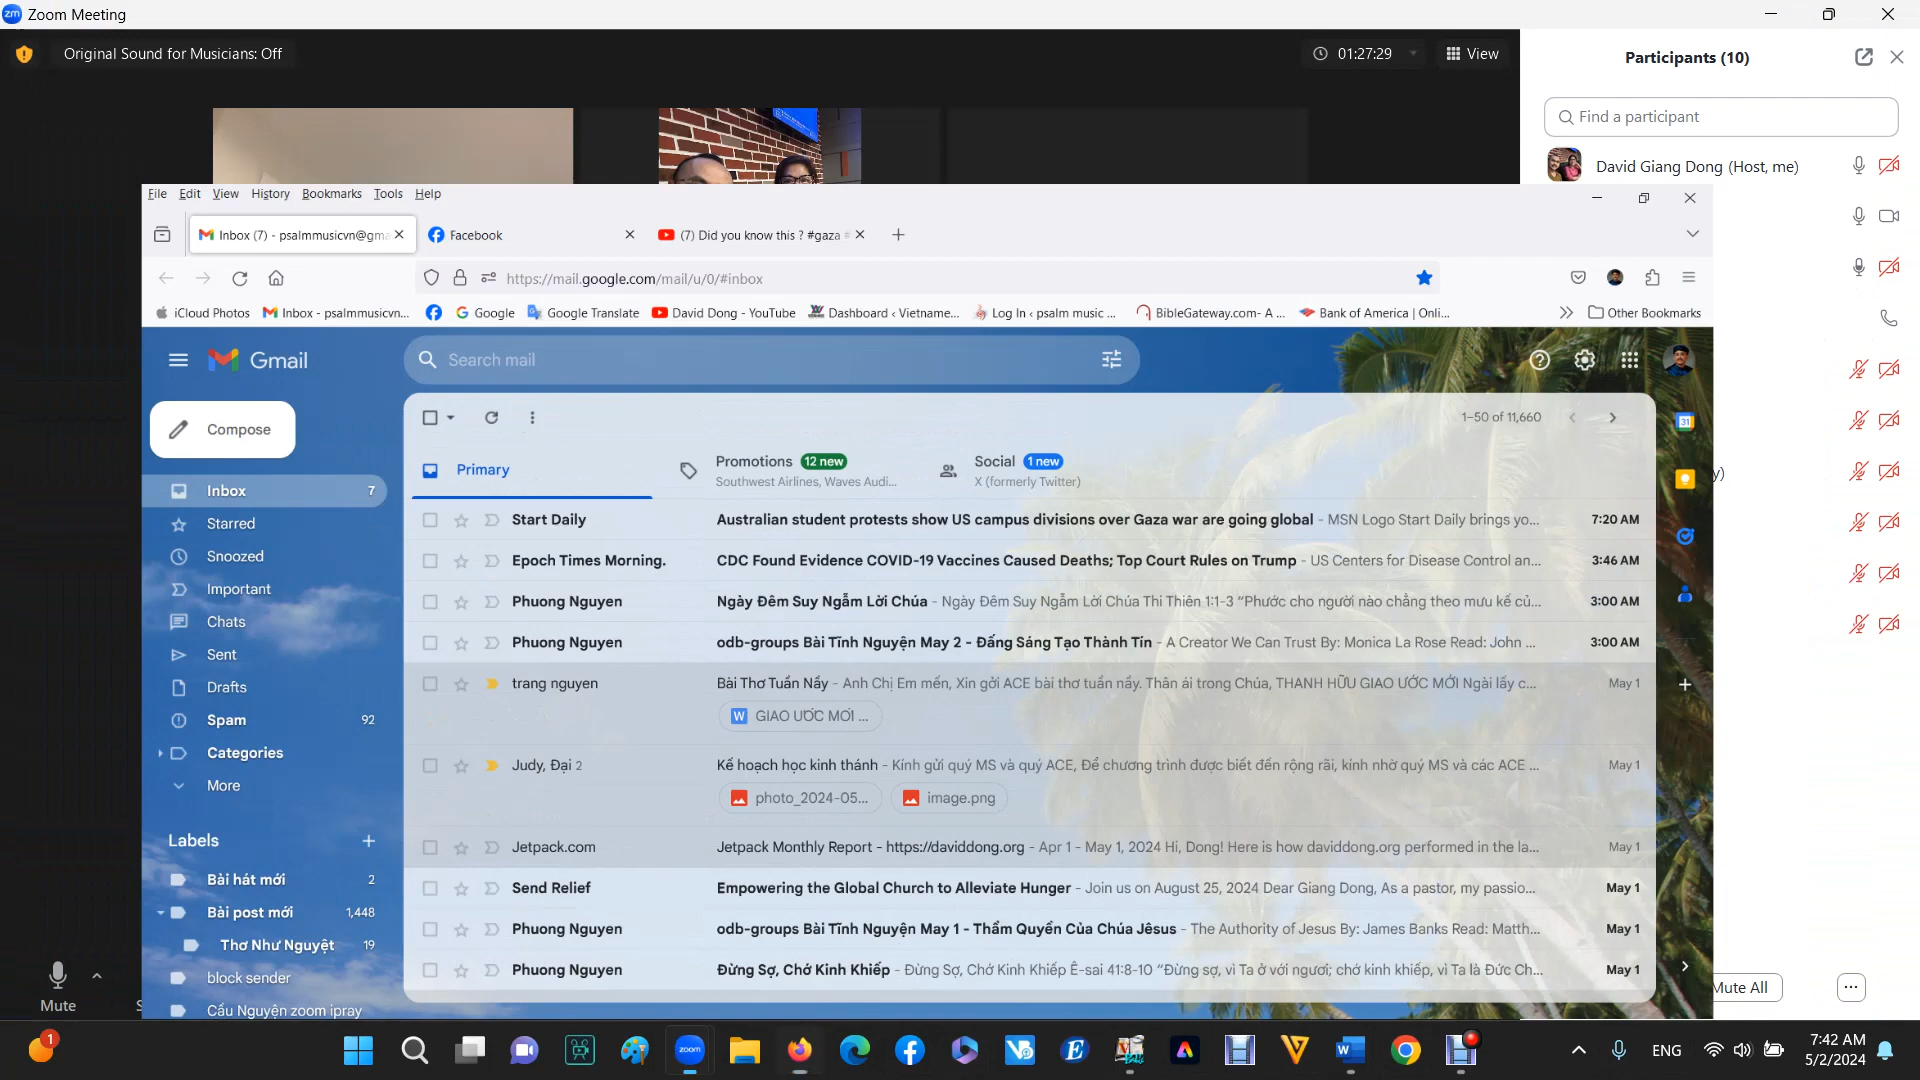 Zoom Meeting
Original Sound for Musicians: Off
01:27:29
View
Participants (10)
Find a participant
David Giang Dong (Host, me)
File Edit View History Bookmarks Tools Help
Inbox (7) - psalmmusicvn@gma
Facebook
(7) Did you know this ? #gaza
https://mail.google.com/mail/u/0/#inbox
iCloud Photos
Inbox - psalmmusicvn...
Google
Google Translate
David Dong - YouTube
Dashboard ‹ Vietname...
Log In ‹ psalm music ...
BibleGateway.com- A ...
Bank of America | Onli...
Other Bookmarks
Gmail
Search mail
Compose
1–50 of 11,660
Primary
Promotions 12 new
Southwest Airlines, Waves Audi...
Social 1 new
X (formerly Twitter)
Inbox 7
Starred
Snoozed
Important
Chats
Sent
Drafts
Spam 92
Categories
More
Labels
Bài hát mới 2
Bài post mới 1,448
Thơ Như Nguyệt 19
block sender
Cầu Nguyện zoom ipray
Start Daily Australian student protests show US campus divisions over Gaza war are going global - MSN Logo Start Daily brings yo... 7:20 AM
Epoch Times Morning. CDC Found Evidence COVID-19 Vaccines Caused Deaths; Top Court Rules on Trump - US Centers for Disease Control an... 3:46 AM
Phuong Nguyen Ngày Đêm Suy Ngẫm Lời Chúa - Ngày Đêm Suy Ngẫm Lời Chúa Thi Thiên 1:1-3 “Phước cho người nào chẳng theo mưu kế củ... 3:00 AM
Phuong Nguyen odb-groups Bài Tĩnh Nguyện May 2 - Đấng Sáng Tạo Thành Tín - A Creator We Can Trust By: Monica La Rose Read: John ... 3:00 AM
trang nguyen Bài Thơ Tuần Nầy - Anh Chị Em mến, Xin gởi ACE bài thơ tuần nầy. Thân ái trong Chúa, THANH HỮU GIAO ƯỚC MỚI Ngài lấy c... May 1
GIAO ƯỚC MỚI ...
Judy, Đại 2 Kế hoạch học kinh thánh - Kính gửi quý MS và quý ACE, Để chương trình được biết đến rộng rãi, kính nhờ quý MS và các ACE ... May 1
photo_2024-05...
image.png
Jetpack.com Jetpack Monthly Report - https://daviddong.org - Apr 1 - May 1, 2024 Hi, Dong! Here is how daviddong.org performed in the la... May 1
Send Relief Empowering the Global Church to Alleviate Hunger - Join us on August 25, 2024 Dear Giang Dong, As a pastor, my passio... May 1
Phuong Nguyen odb-groups Bài Tĩnh Nguyện May 1 - Thẩm Quyền Của Chúa Jêsus - The Authority of Jesus By: James Banks Read: Matth... May 1
Phuong Nguyen Đừng Sợ, Chớ Kinh Khiếp - Đừng Sợ, Chớ Kinh Khiếp Ê-sai 41:8-10 “Đừng sợ, vì Ta ở với ngươi; chớ kinh khiếp, vì Ta là Đức Ch... May 1
y)
Mute
S
Mute All
1
zoom
ENG
7:42 AM
5/2/2024